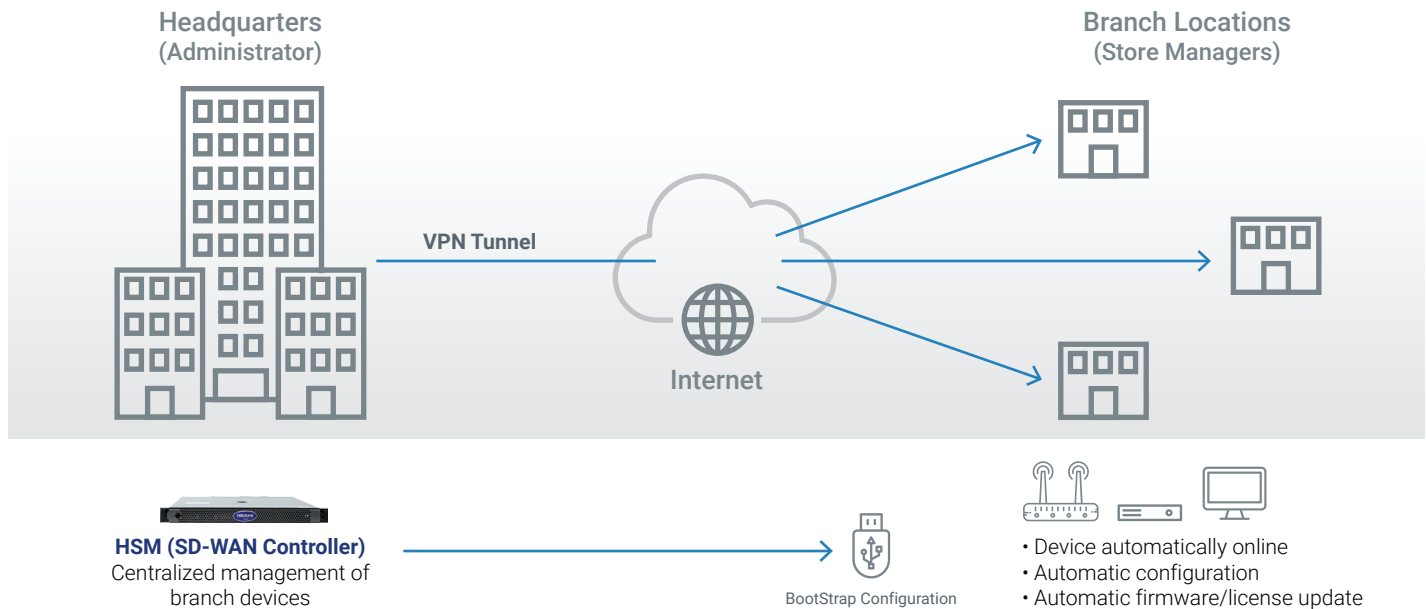 Headquarters
(Administrator)
Branch Locations
(Store Managers)
VPN Tunnel
Internet
HSM (SD-WAN Controller)
Centralized management of
branch devices
BootStrap Configuration
• Device automatically online
• Automatic configuration
• Automatic firmware/license update